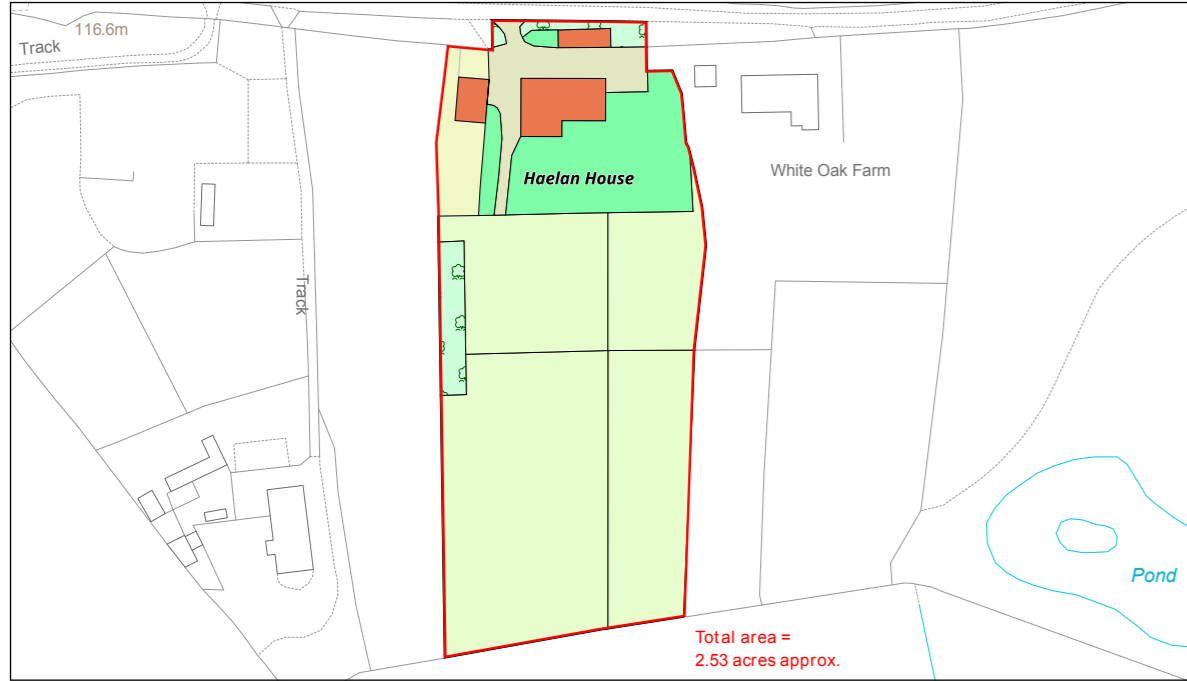 116.6m
Track
Haelan House
White Oak Farm
Track
Pond
Total area =
2.53 acres approx.